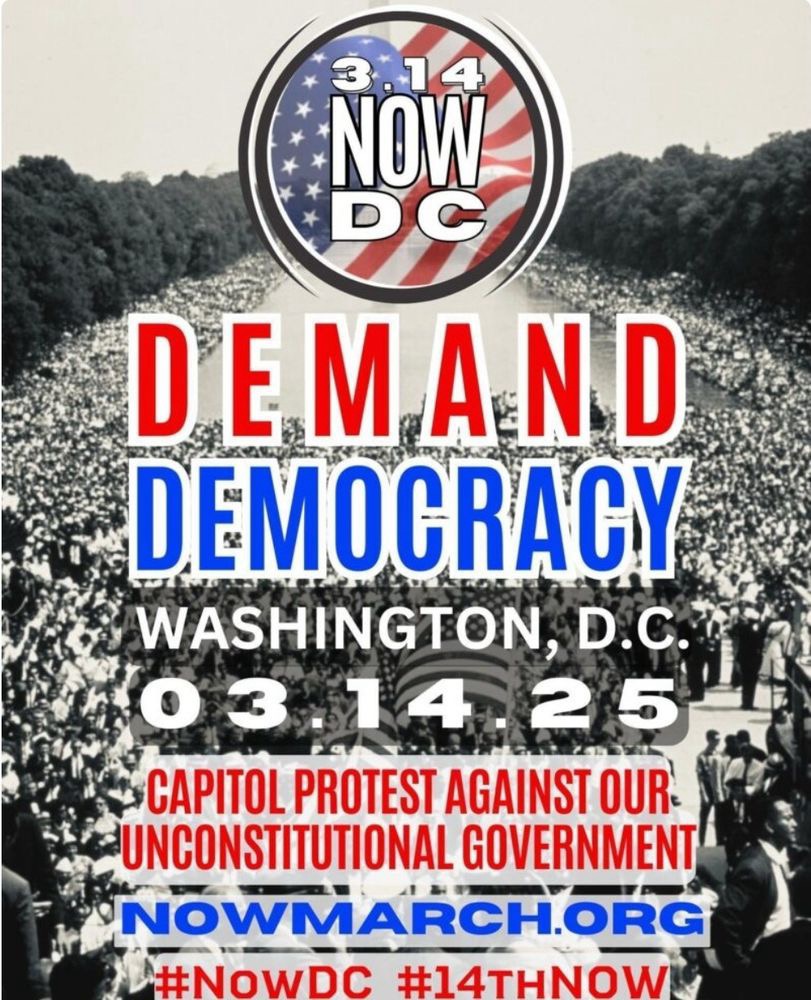 3.14
NOW
DC
DEMAND
DEMOCRACY
WASHINGTON, D.C.
03.14.25
CAPITOL PROTEST AGAINST OUR
UNCONSTITUTIONAL GOVERNMENT
NOWMARCH.ORG
#NOWDC #14THNOW